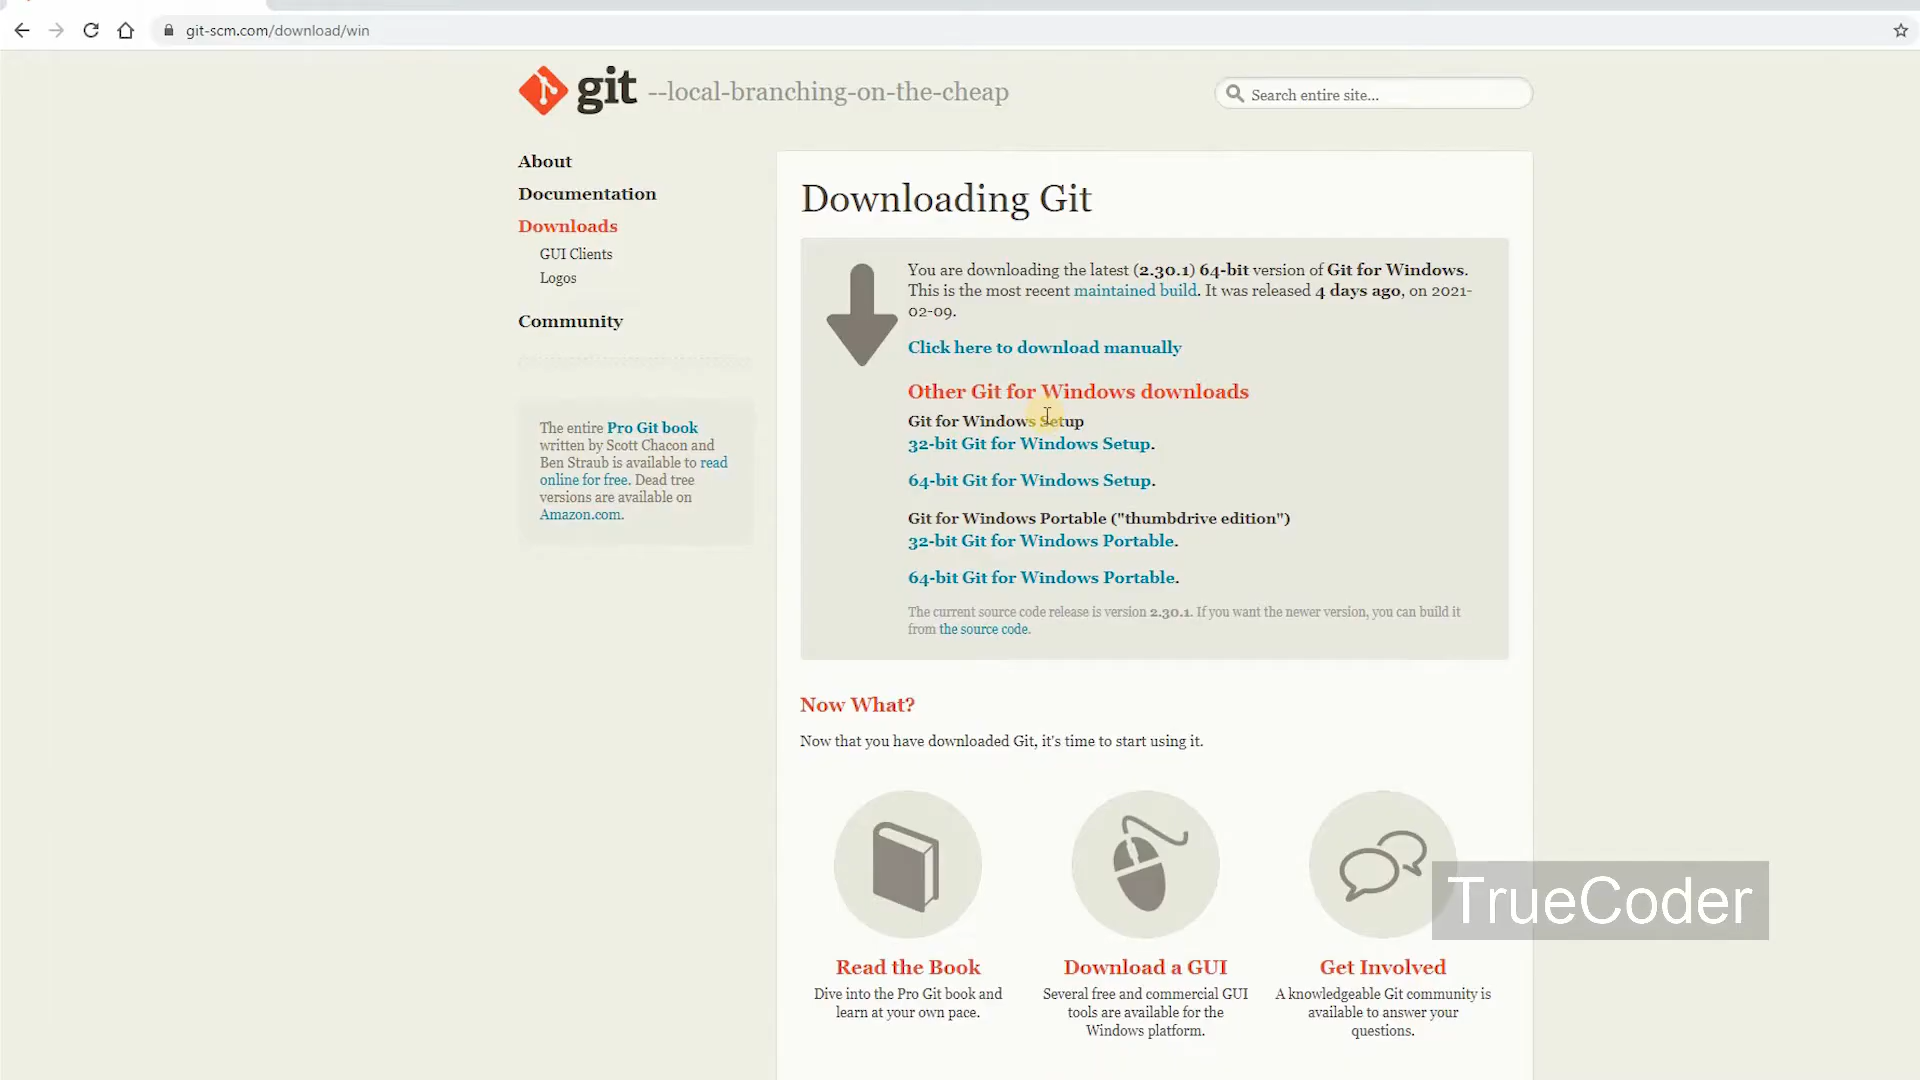 git-scm.com/download/win
git --local-branching-on-the-cheap
Search entire site...
About
Documentation
Downloads
GUI Clients
Logos
Community
The entire Pro Git book
written by Scott Chacon and
Ben Straub is available to read
online for free. Dead tree
versions are available on
Amazon.com.
Downloading Git
You are downloading the latest (2.30.1) 64-bit version of Git for Windows.
This is the most recent maintained build. It was released 4 days ago, on 2021-
02-09.
Click here to download manually
Other Git for Windows downloads
Git for Windows Setup
32-bit Git for Windows Setup.
64-bit Git for Windows Setup.
Git for Windows Portable ("thumbdrive edition")
32-bit Git for Windows Portable.
64-bit Git for Windows Portable.
The current source code release is version 2.30.1. If you want the newer version, you can build it
from the source code.
Now What?
Now that you have downloaded Git, it's time to start using it.
Read the Book
Dive into the Pro Git book and
learn at your own pace.
Download a GUI
Several free and commercial GUI
tools are available for the
Windows platform.
Get Involved
A knowledgeable Git community is
available to answer your
questions.
TrueCoder